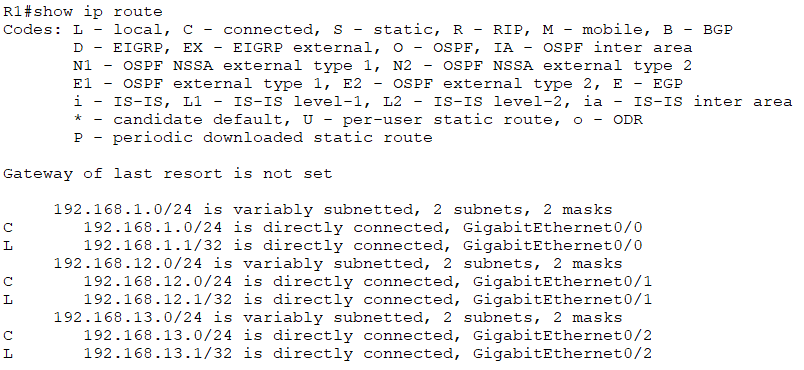 R1#show ip route
Codes: L - local, C - connected, S - static, R - RIP, M - mobile, B - BGP
       D - EIGRP, EX - EIGRP external, O - OSPF, IA - OSPF inter area
       N1 - OSPF NSSA external type 1, N2 - OSPF NSSA external type 2
       E1 - OSPF external type 1, E2 - OSPF external type 2, E - EGP
       i - IS-IS, L1 - IS-IS level-1, L2 - IS-IS level-2, ia - IS-IS inter area
       * - candidate default, U - per-user static route, o - ODR
       P - periodic downloaded static route
Gateway of last resort is not set
     192.168.1.0/24 is variably subnetted, 2 subnets, 2 masks
C       192.168.1.0/24 is directly connected, GigabitEthernet0/0
L       192.168.1.1/32 is directly connected, GigabitEthernet0/0
     192.168.12.0/24 is variably subnetted, 2 subnets, 2 masks
C       192.168.12.0/24 is directly connected, GigabitEthernet0/1
L       192.168.12.1/32 is directly connected, GigabitEthernet0/1
     192.168.13.0/24 is variably subnetted, 2 subnets, 2 masks
C       192.168.13.0/24 is directly connected, GigabitEthernet0/2
L       192.168.13.1/32 is directly connected, GigabitEthernet0/2